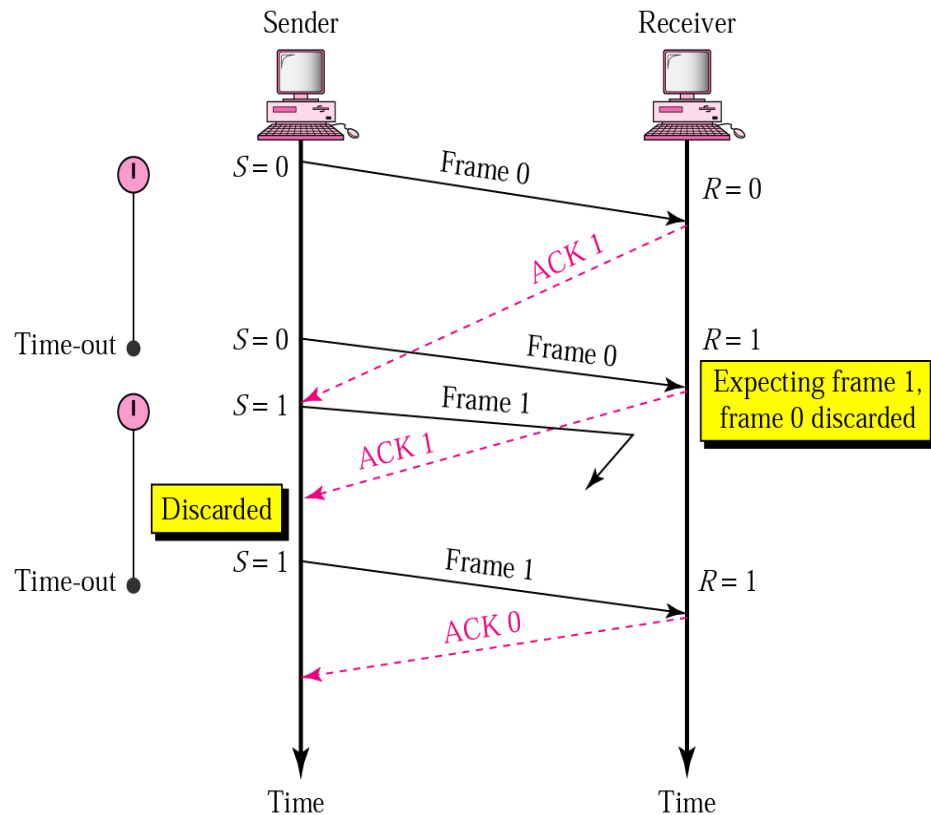 Sender
Receiver
S = 0
Frame 0
R = 0
ACK 1
Time-out
S = 0
Frame 0
R = 1
Expecting frame 1,
frame 0 discarded
S = 1
Frame 1
ACK 1
Discarded
Time-out
S = 1
Frame 1
R = 1
ACK 0
Time
Time